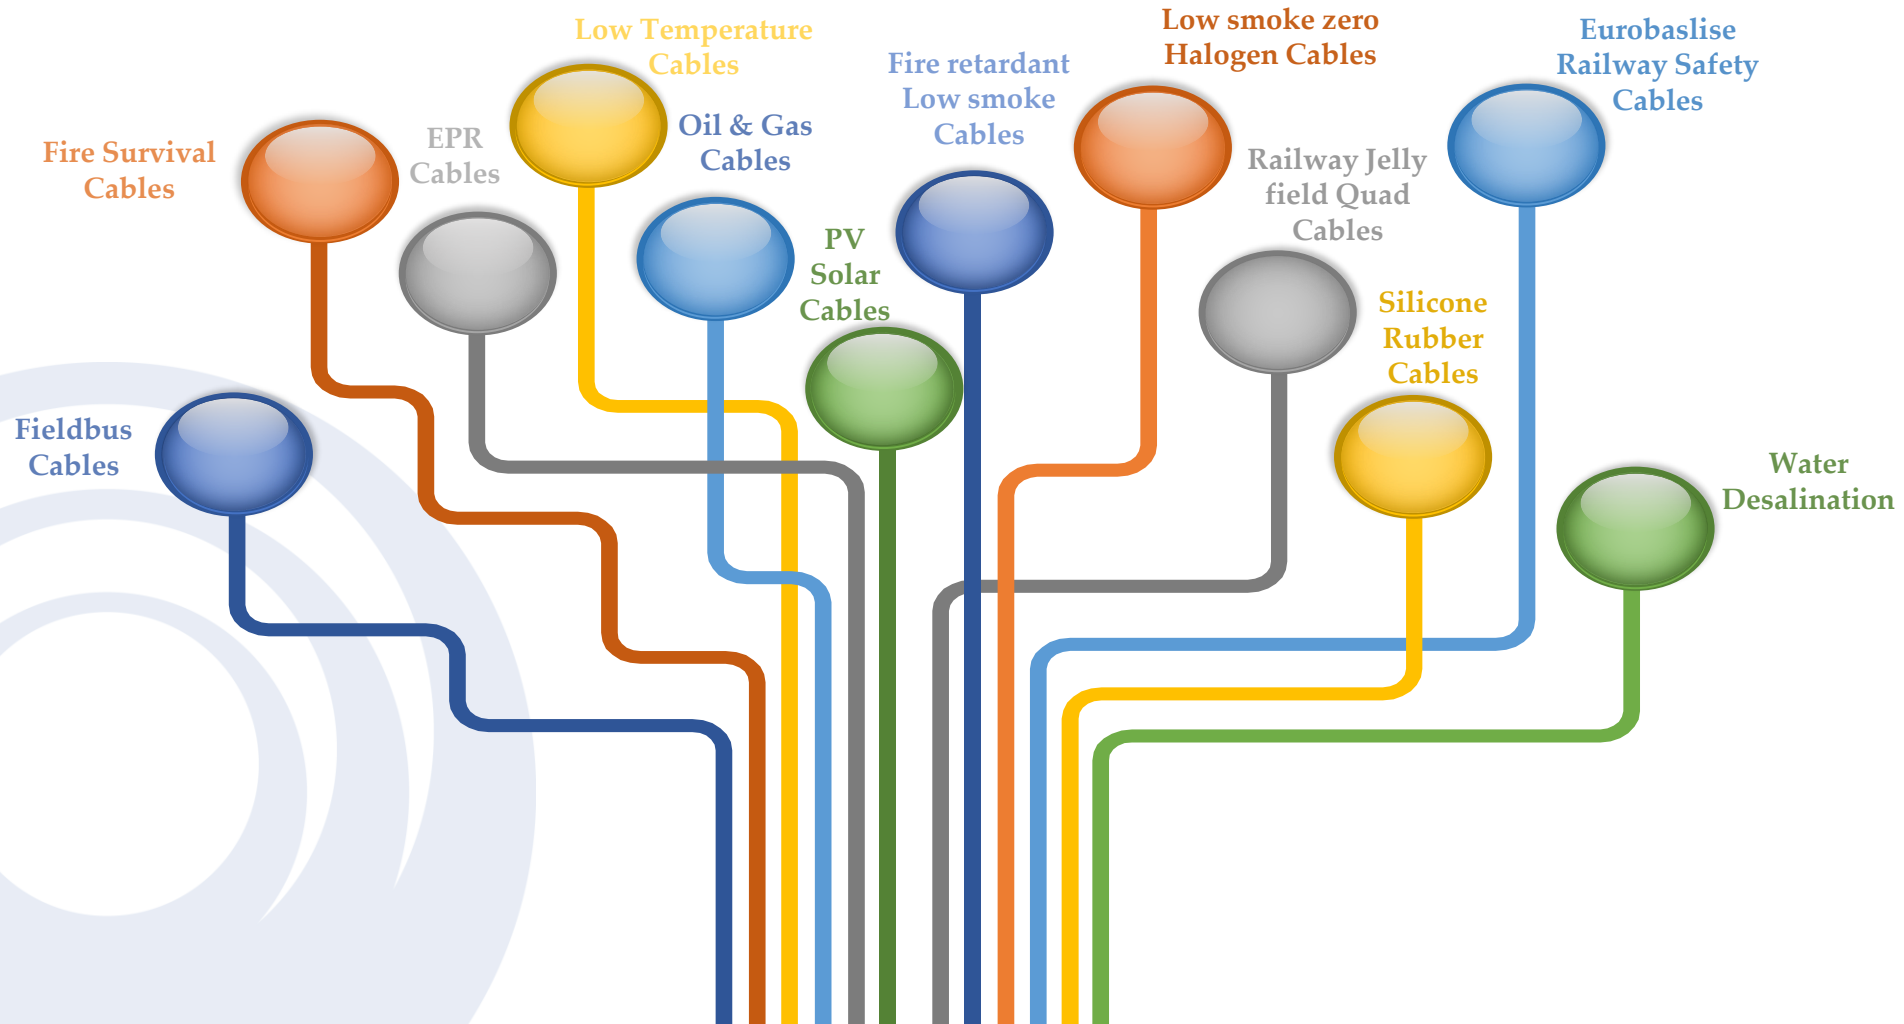 Low Temperature
Cables
Low smoke zero
Halogen Cables
Eurobaslise
Railway Safety
Cables
Fire retardant
Low smoke
Cables
Oil & Gas
Cables
EPR
Cables
Fire Survival
Cables
Railway Jelly
field Quad
Cables
PV
Solar
Cables
Silicone
Rubber
Cables
Fieldbus
Cables
Water
Desalination